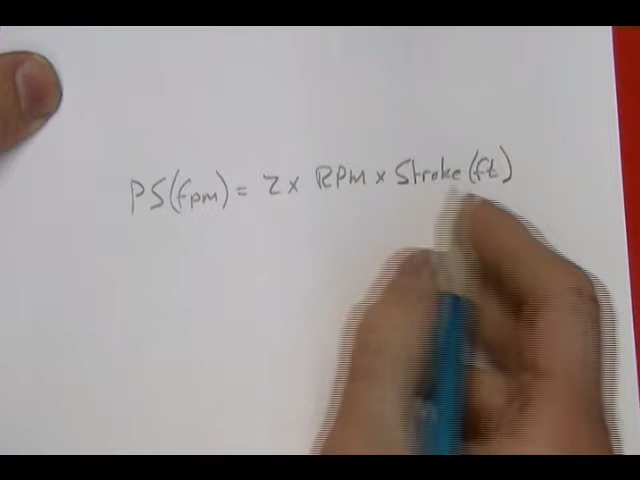 PS(fpm) = 2 x RPM x Stroke(ft)